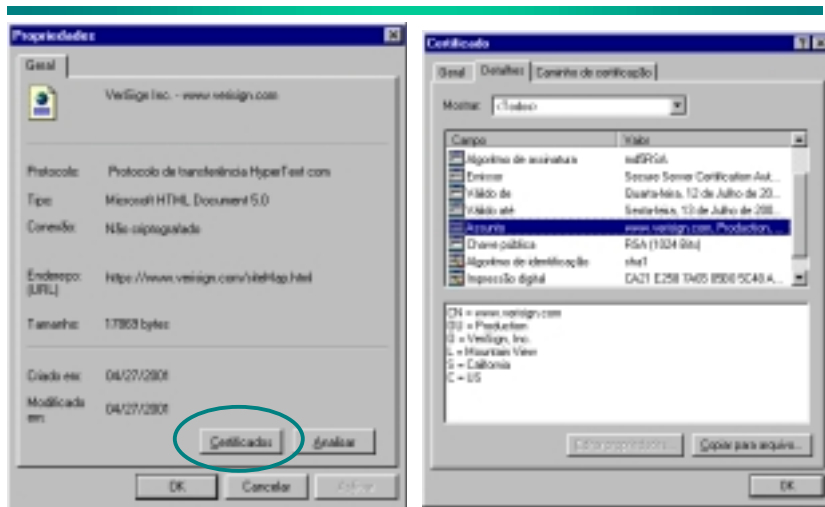 Propriedades
Geral
VeriSign Inc. - www.verisign.com
Protocolo: Protocolo de transferência HyperText com
Tipo: Microsoft HTML Document 5.0
Conexão: Não criptografado
Endereço: (URL) https://www.verisign.com/siteMap.html
Tamanho: bytes
Criado em: 04/27/2001
Modificado em: 04/27/2001
Certificados Analisar
OK Cancelar Aplicar
Certificado
Geral Detalhes Caminho de certificação
Mostrar: <Todos>
Campo Valor
Algoritmo de assinatura md5RSA
Emissor Secure Server Certification Aut...
Válido de Quarta-feira, 12 de Julho de 20...
Válido até Sexta-feira, 13 de Julho de 200...
Assunto www.verisign.com, Production, ...
Chave pública RSA (1024 Bits)
Algoritmo de identificação sha1
Impressão digital CA21 E25B
CN = www.verisign.com
OU = Production
O = VeriSign, Inc.
L = Mountain View
S = California
C = US
Editar propriedades... Copiar para arquivo...
OK